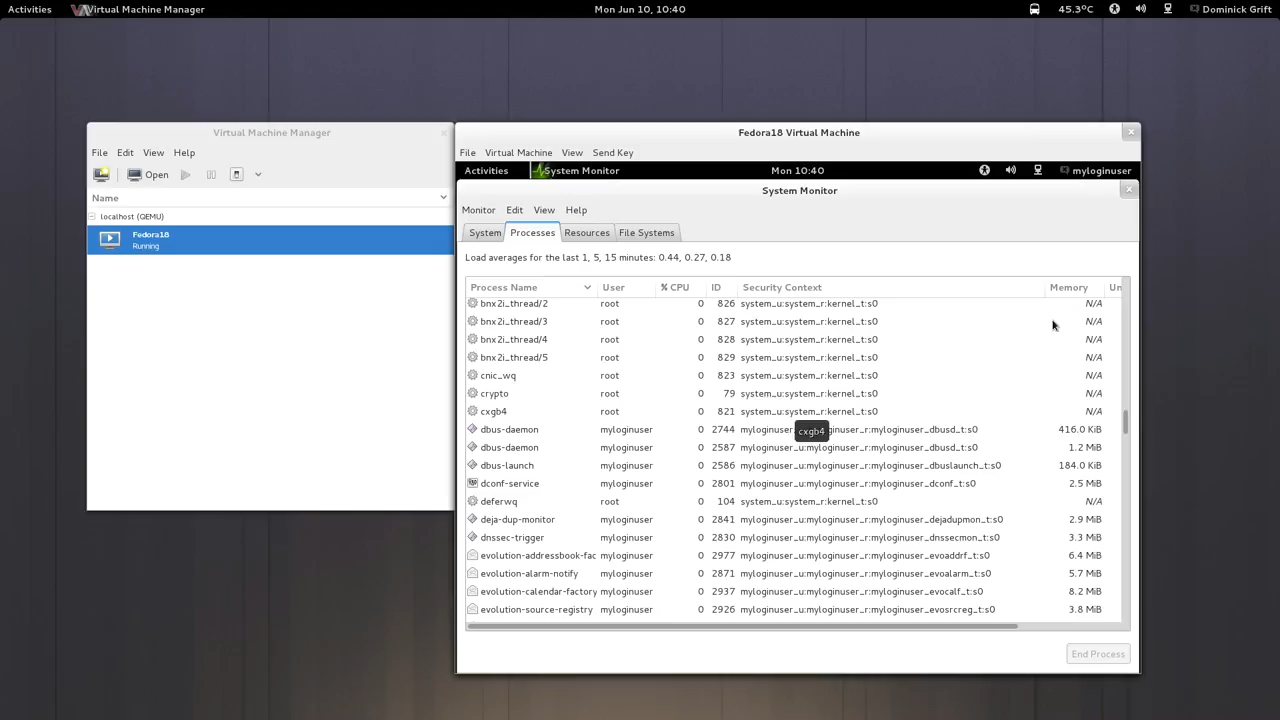 Activities Virtual Machine Manager Mon Jun 10, 10:40 45.3°C Dominick Grift
Virtual Machine Manager
File Edit View Help
Open
Name
localhost (QEMU)
Fedora18
Running
Fedora18 Virtual Machine
File Virtual Machine View Send Key
Activities System Monitor Mon 10:40 myloginuser
System Monitor
Monitor Edit View Help
System Processes Resources File Systems
Load averages for the last 1, 5, 15 minutes: 0.44, 0.27, 0.18
Process Name User % CPU ID Security Context Memory Un
bnx2i_thread/2 root 0 826 system_u:system_r:kernel_t:s0 N/A
bnx2i_thread/3 root 0 827 system_u:system_r:kernel_t:s0 N/A
bnx2i_thread/4 root 0 828 system_u:system_r:kernel_t:s0 N/A
bnx2i_thread/5 root 0 829 system_u:system_r:kernel_t:s0 N/A
cnic_wq root 0 823 system_u:system_r:kernel_t:s0 N/A
crypto root 0 79 system_u:system_r:kernel_t:s0 N/A
cxgb4 root 0 821 system_u:system_r:kernel_t:s0 N/A
dbus-daemon myloginuser 0 2744 myloginuser_ cxgb4 ginuser_r:myloginuser_dbusd_t:s0 416.0 KiB
dbus-daemon myloginuser 0 2587 myloginuser_u:myloginuser_r:myloginuser_dbusd_t:s0 1.2 MiB
dbus-launch myloginuser 0 2586 myloginuser_u:myloginuser_r:myloginuser_dbuslaunch_t:s0 184.0 KiB
dconf-service myloginuser 0 2801 myloginuser_u:myloginuser_r:myloginuser_dconf_t:s0 2.5 MiB
deferwq root 0 104 system_u:system_r:kernel_t:s0 N/A
deja-dup-monitor myloginuser 0 2841 myloginuser_u:myloginuser_r:myloginuser_dejadupmon_t:s0 2.9 MiB
dnssec-trigger myloginuser 0 2830 myloginuser_u:myloginuser_r:myloginuser_dnssecmon_t:s0 3.3 MiB
evolution-addressbook-fac myloginuser 0 2977 myloginuser_u:myloginuser_r:myloginuser_evoaddrf_t:s0 6.4 MiB
evolution-alarm-notify myloginuser 0 2871 myloginuser_u:myloginuser_r:myloginuser_evoalarm_t:s0 5.7 MiB
evolution-calendar-factory myloginuser 0 2937 myloginuser_u:myloginuser_r:myloginuser_evocalf_t:s0 8.2 MiB
evolution-source-registry myloginuser 0 2926 myloginuser_u:myloginuser_r:myloginuser_evosrcreg_t:s0 3.8 MiB
End Process